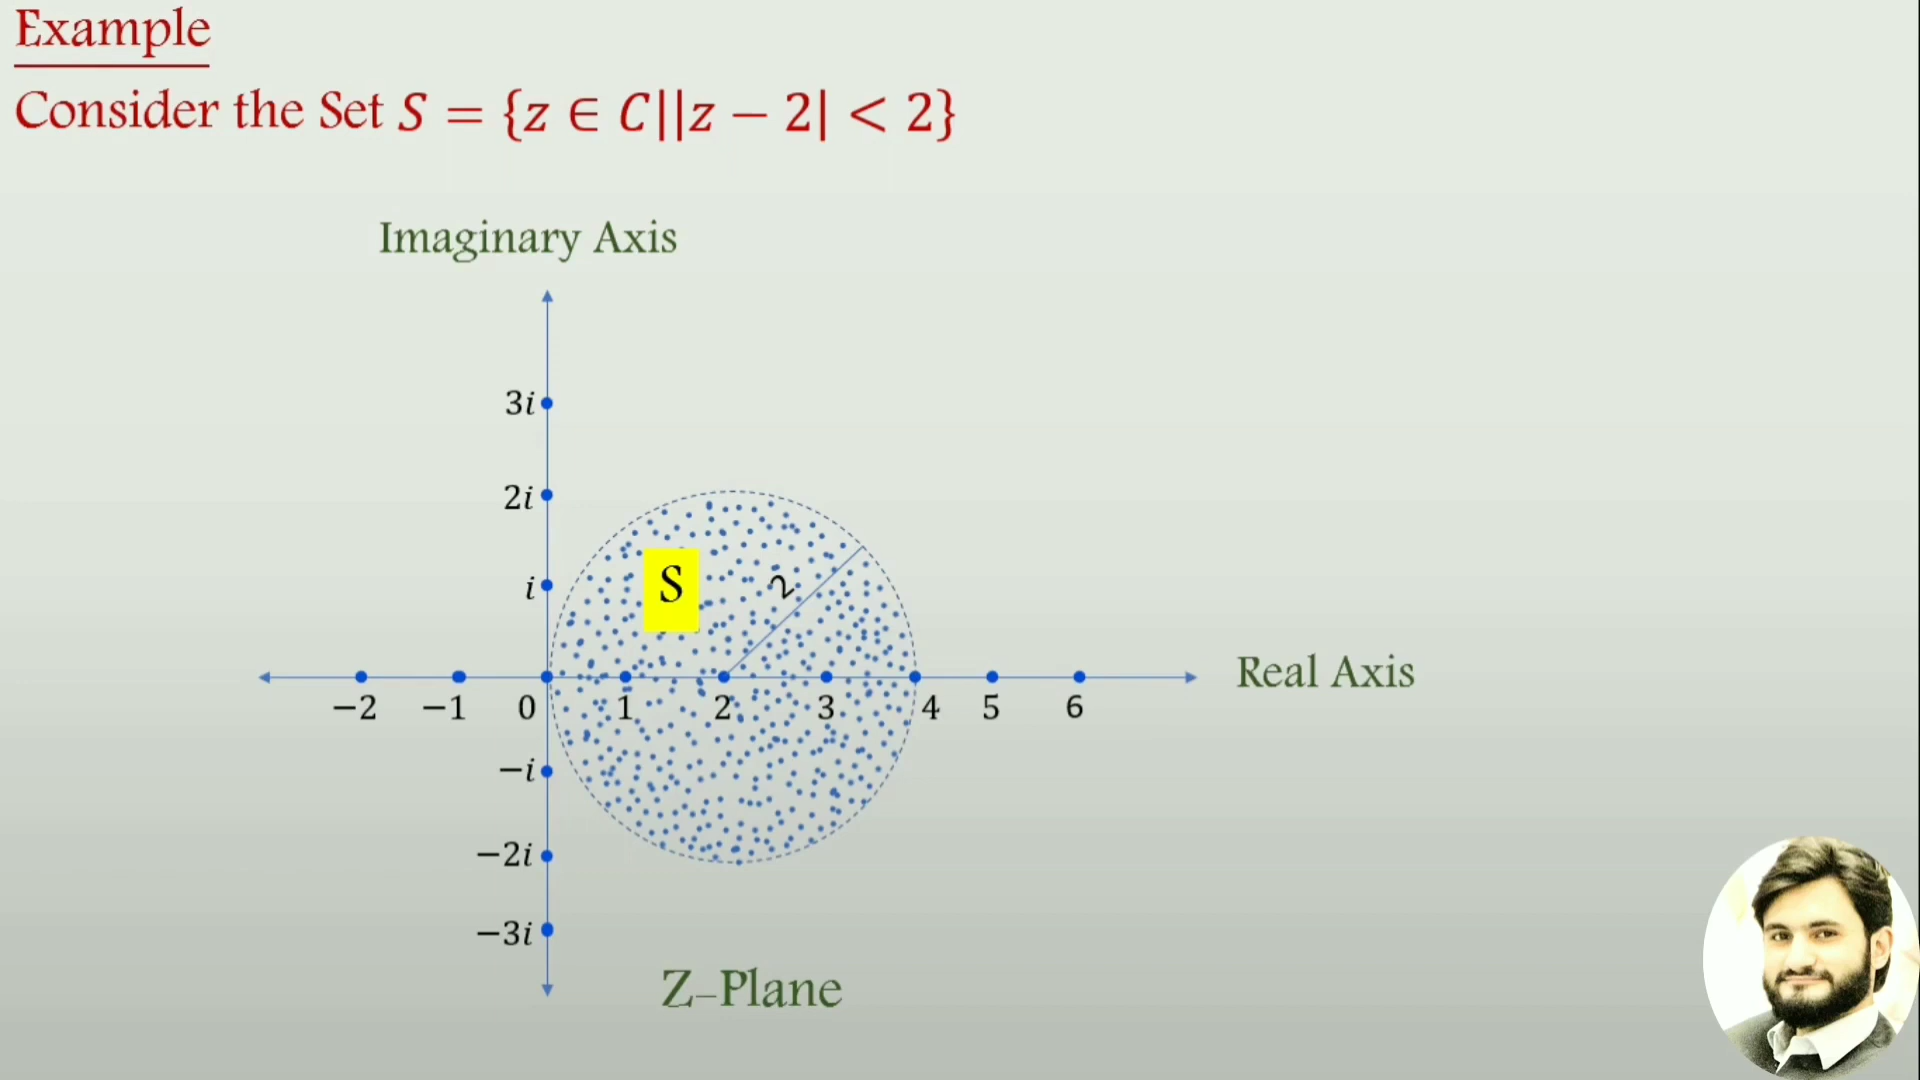 Example
Consider the Set S = {z ∈ C||z − 2| < 2}
Imaginary Axis
3i
2i
S
2
i
Real Axis
−2 −1 0 1 2 3 4 5 6
−i
−2i
−3i
Z–Plane